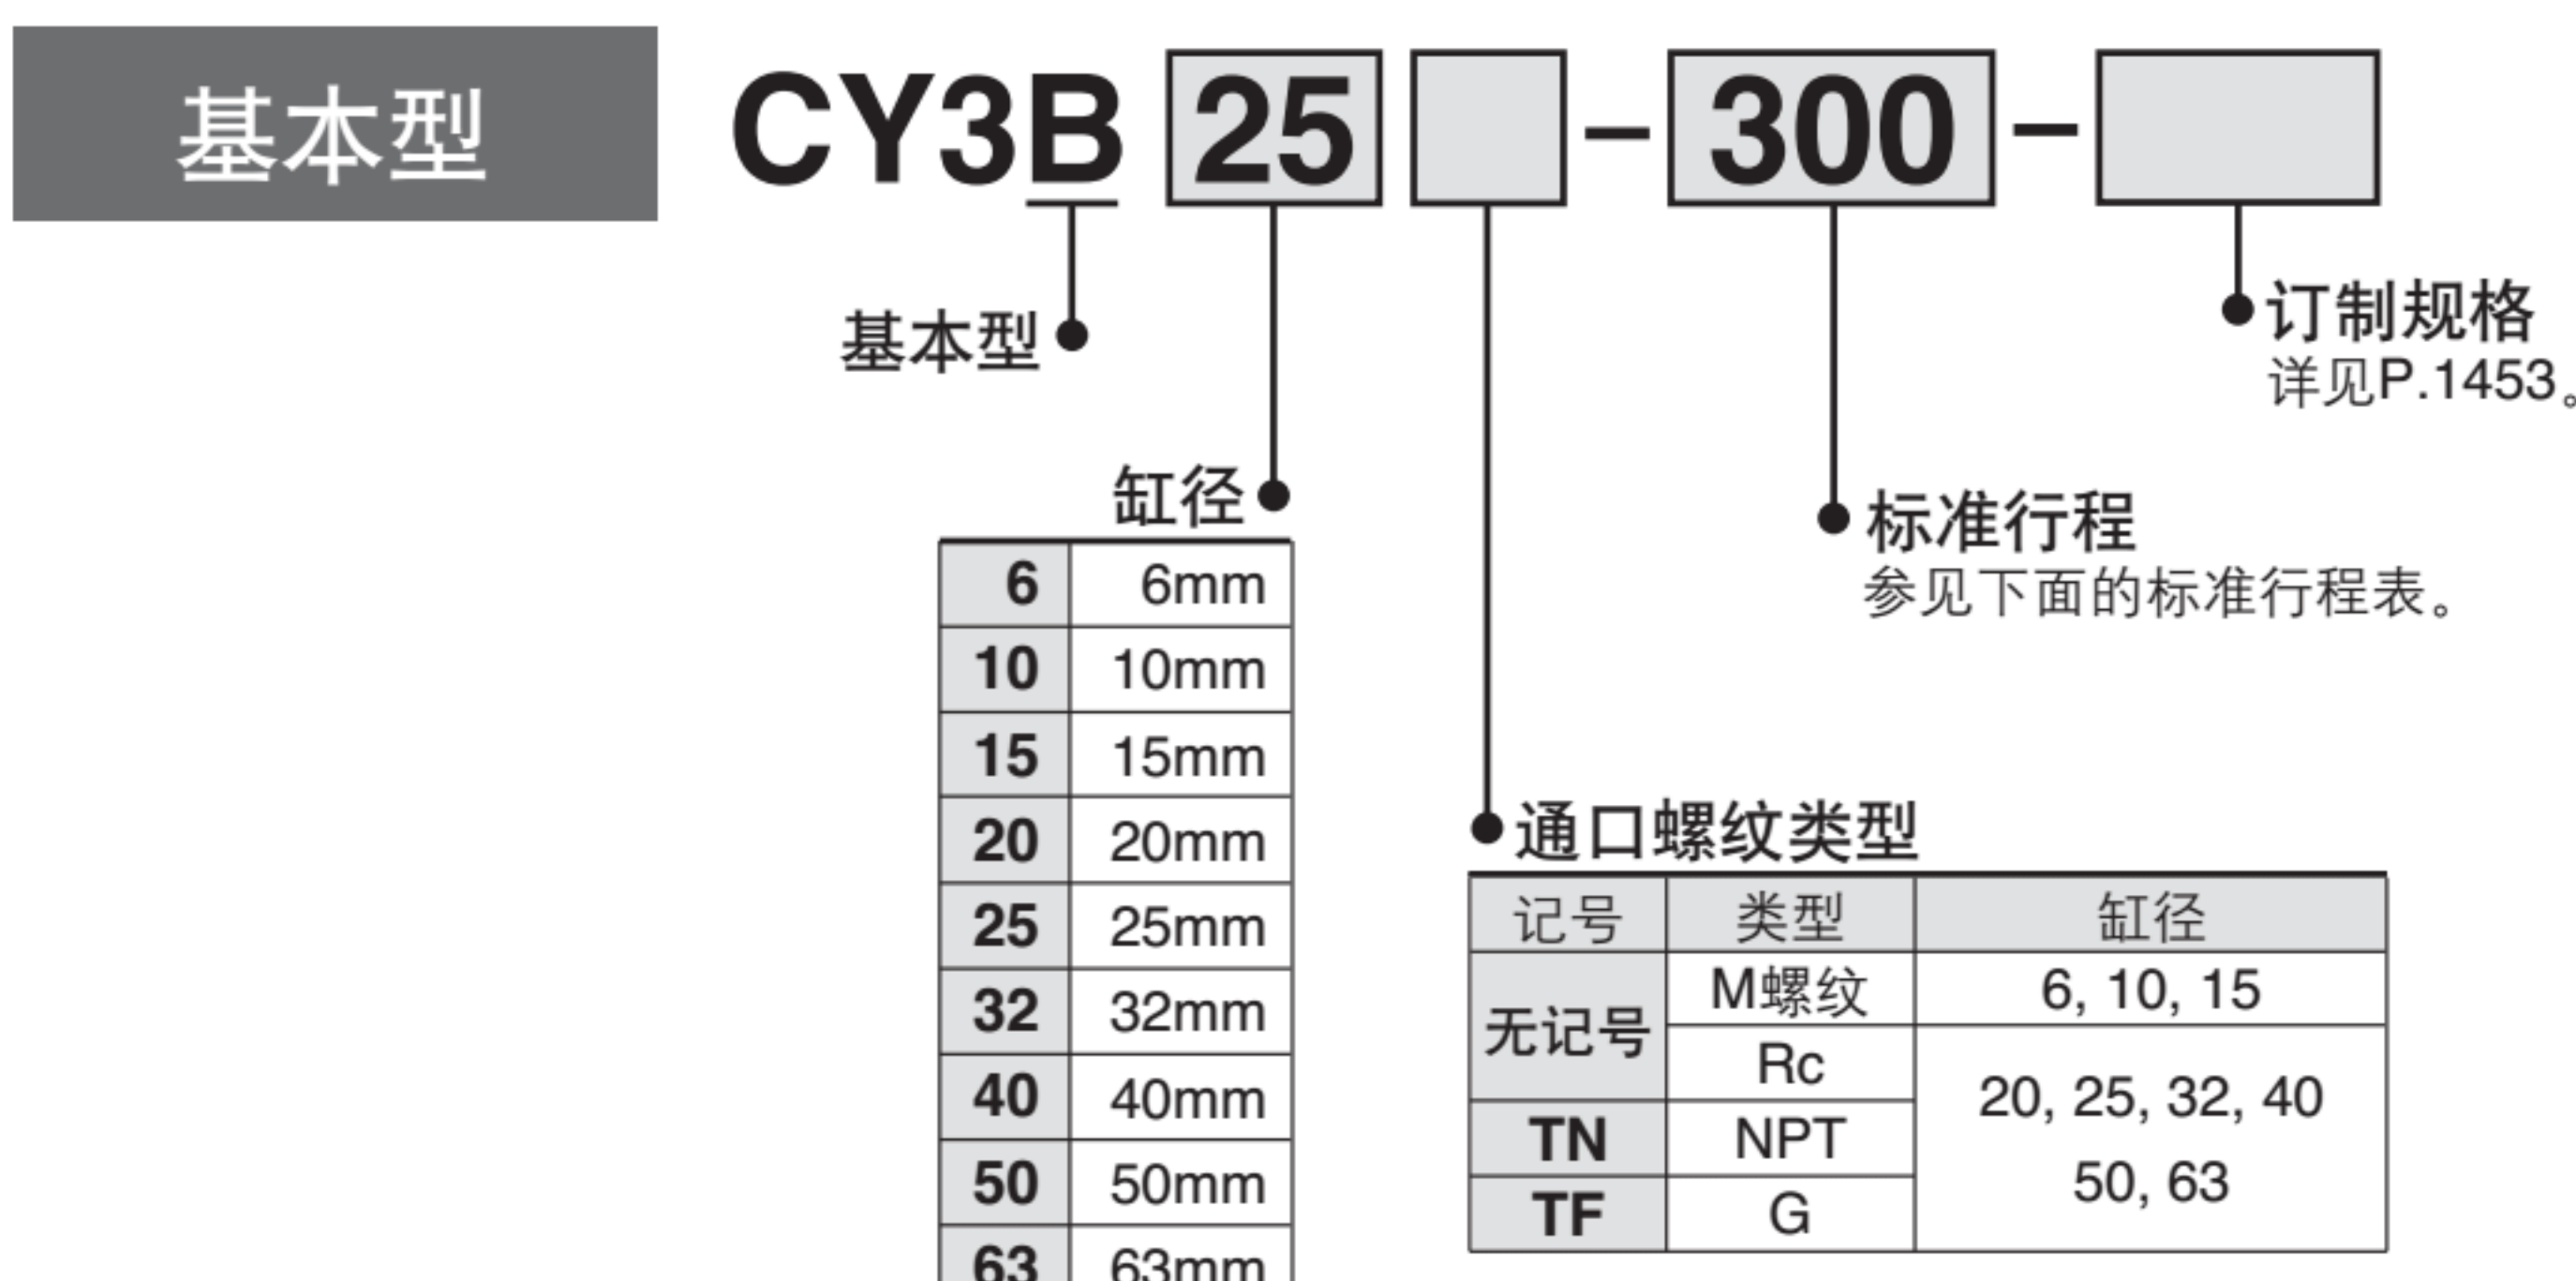 基本型
CY3B 25 – 300 –
基本型
订制规格
详见P.1453。
缸径
6 6mm
10 10mm
15 15mm
20 20mm
25 25mm
32 32mm
40 40mm
50 50mm
63 63mm
标准行程
参见下面的标准行程表。
通口螺纹类型
记号 类型 缸径
无记号 M螺纹 6, 10, 15
Rc 20, 25, 32, 40
TN NPT 50, 63
TF G